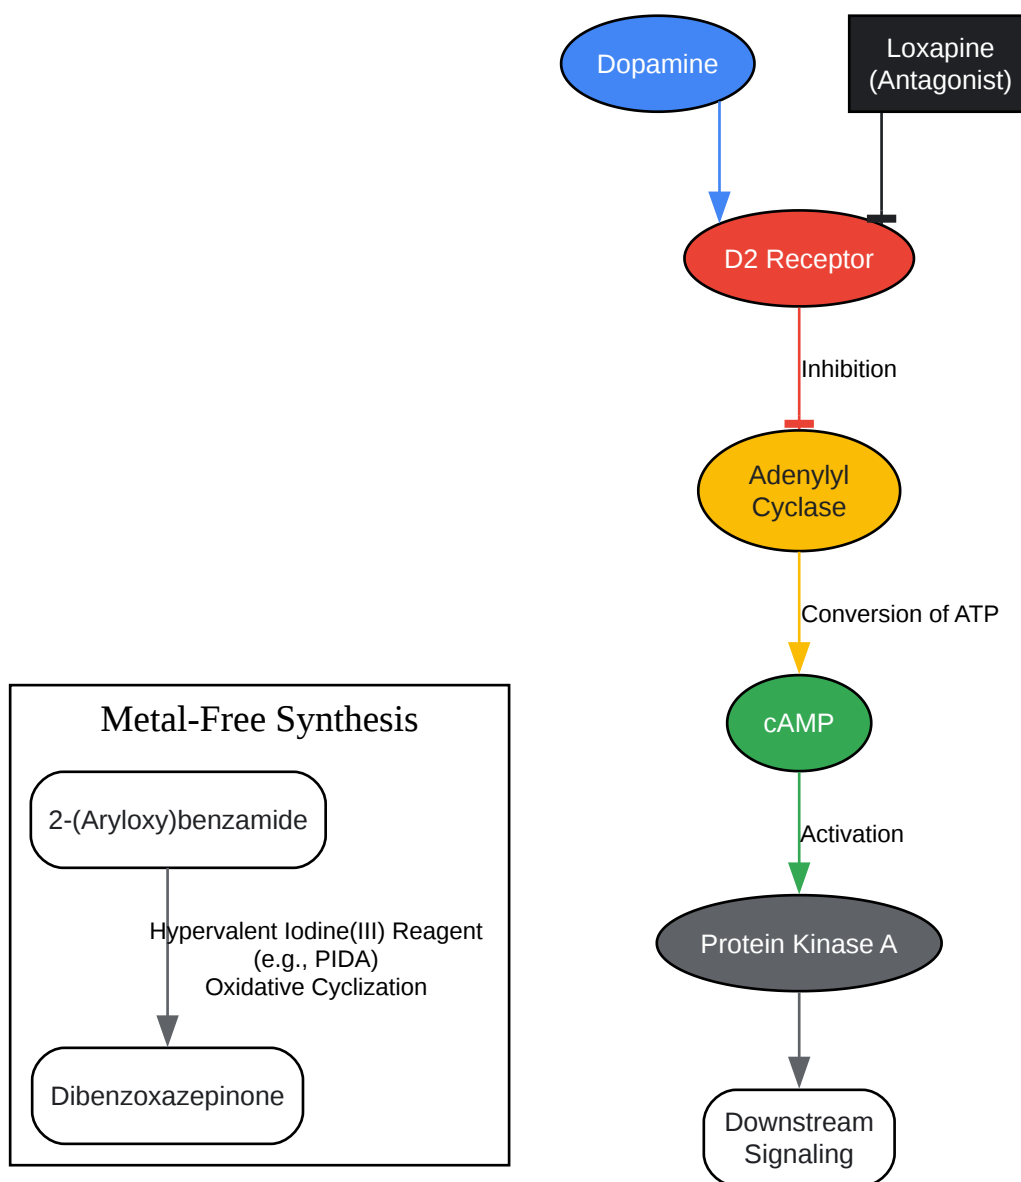 Dopamine
Loxapine
(Antagonist)
D2 Receptor
Inhibition
Adenylyl
Cyclase
Conversion of ATP
cAMP
Activation
Protein Kinase A
Downstream
Signaling
Metal-Free Synthesis
2-(Aryloxy)benzamide
Hypervalent Iodine(III) Reagent
(e.g., PIDA)
Oxidative Cyclization
Dibenzoxazepinone